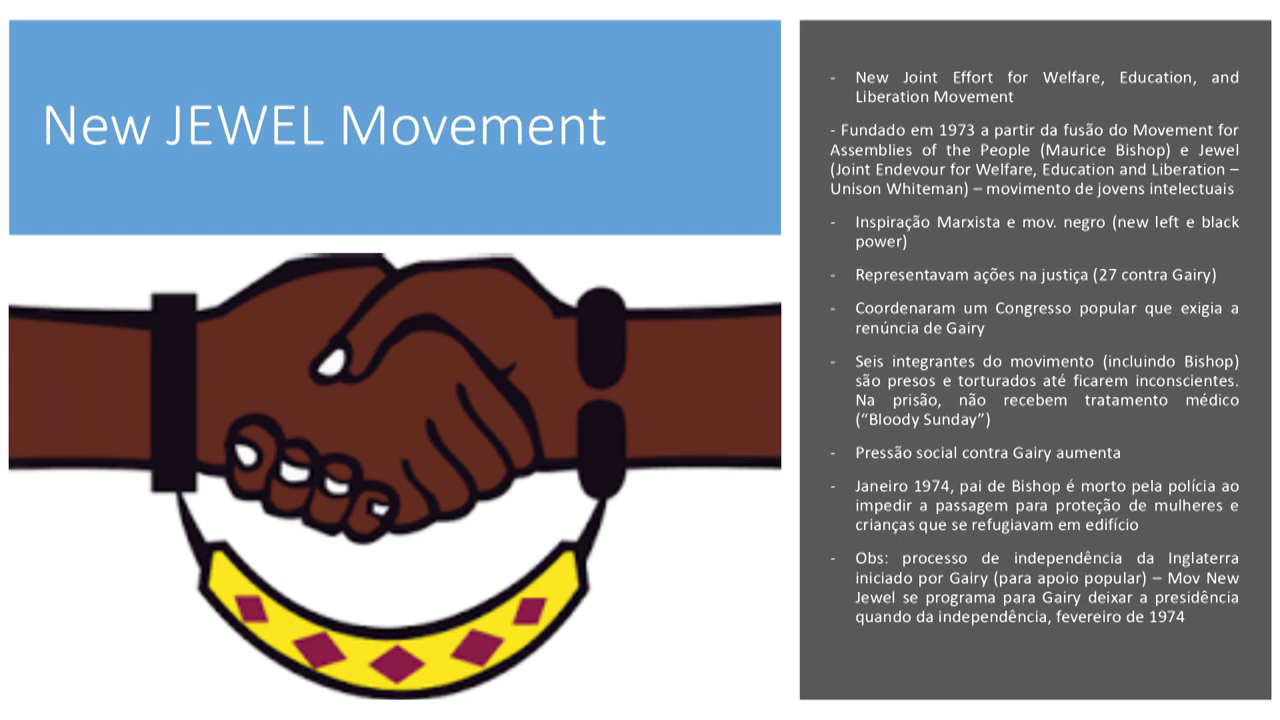 New JEWEL Movement
- New Joint Effort for Welfare, Education, and
Liberation Movement
- Fundado em 1973 a partir da fusão do Movement for
Assemblies of the People (Maurice Bishop) e Jewel
(Joint Endevour for Welfare, Education and Liberation –
Unison Whiteman) – movimento de jovens intelectuais
- Inspiração Marxista e mov. negro (new left e black
power)
- Representavam ações na justiça (27 contra Gairy)
- Coordenaram um Congresso popular que exigia a
renúncia de Gairy
- Seis integrantes do movimento (incluindo Bishop)
são presos e torturados até ficarem inconscientes.
Na prisão, não recebem tratamento médico
(“Bloody Sunday”)
- Pressão social contra Gairy aumenta
- Janeiro 1974, pai de Bishop é morto pela polícia ao
impedir a passagem para proteção de mulheres e
crianças que se refugiavam em edifício
- Obs: processo de independência da Inglaterra
iniciado por Gairy (para apoio popular) – Mov New
Jewel se programa para Gairy deixar a presidência
quando da independência, fevereiro de 1974